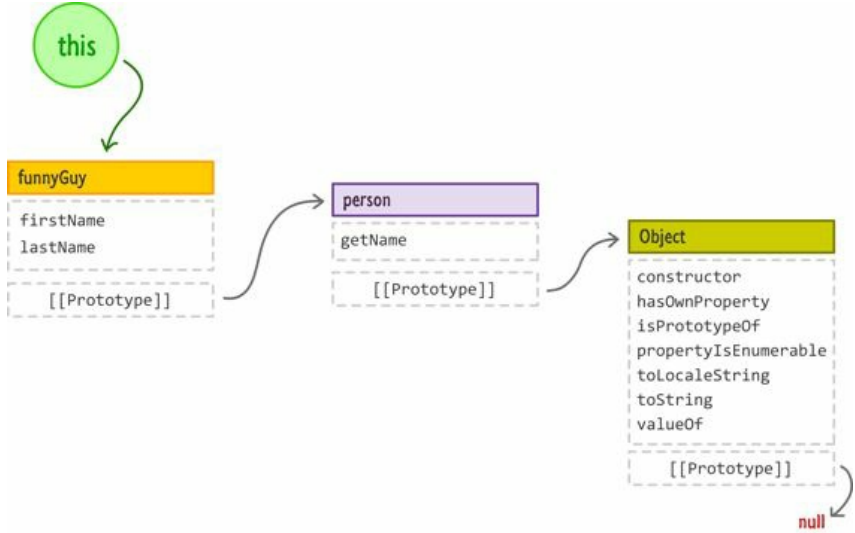 this
funnyGuy
firstName
lastName
[[Prototype]]
person
getName
[[Prototype]]
Object
constructor
hasOwnProperty
isPrototypeOf
propertyIsEnumerable
toLocaleString
toString
valueOf
[[Prototype]]
null